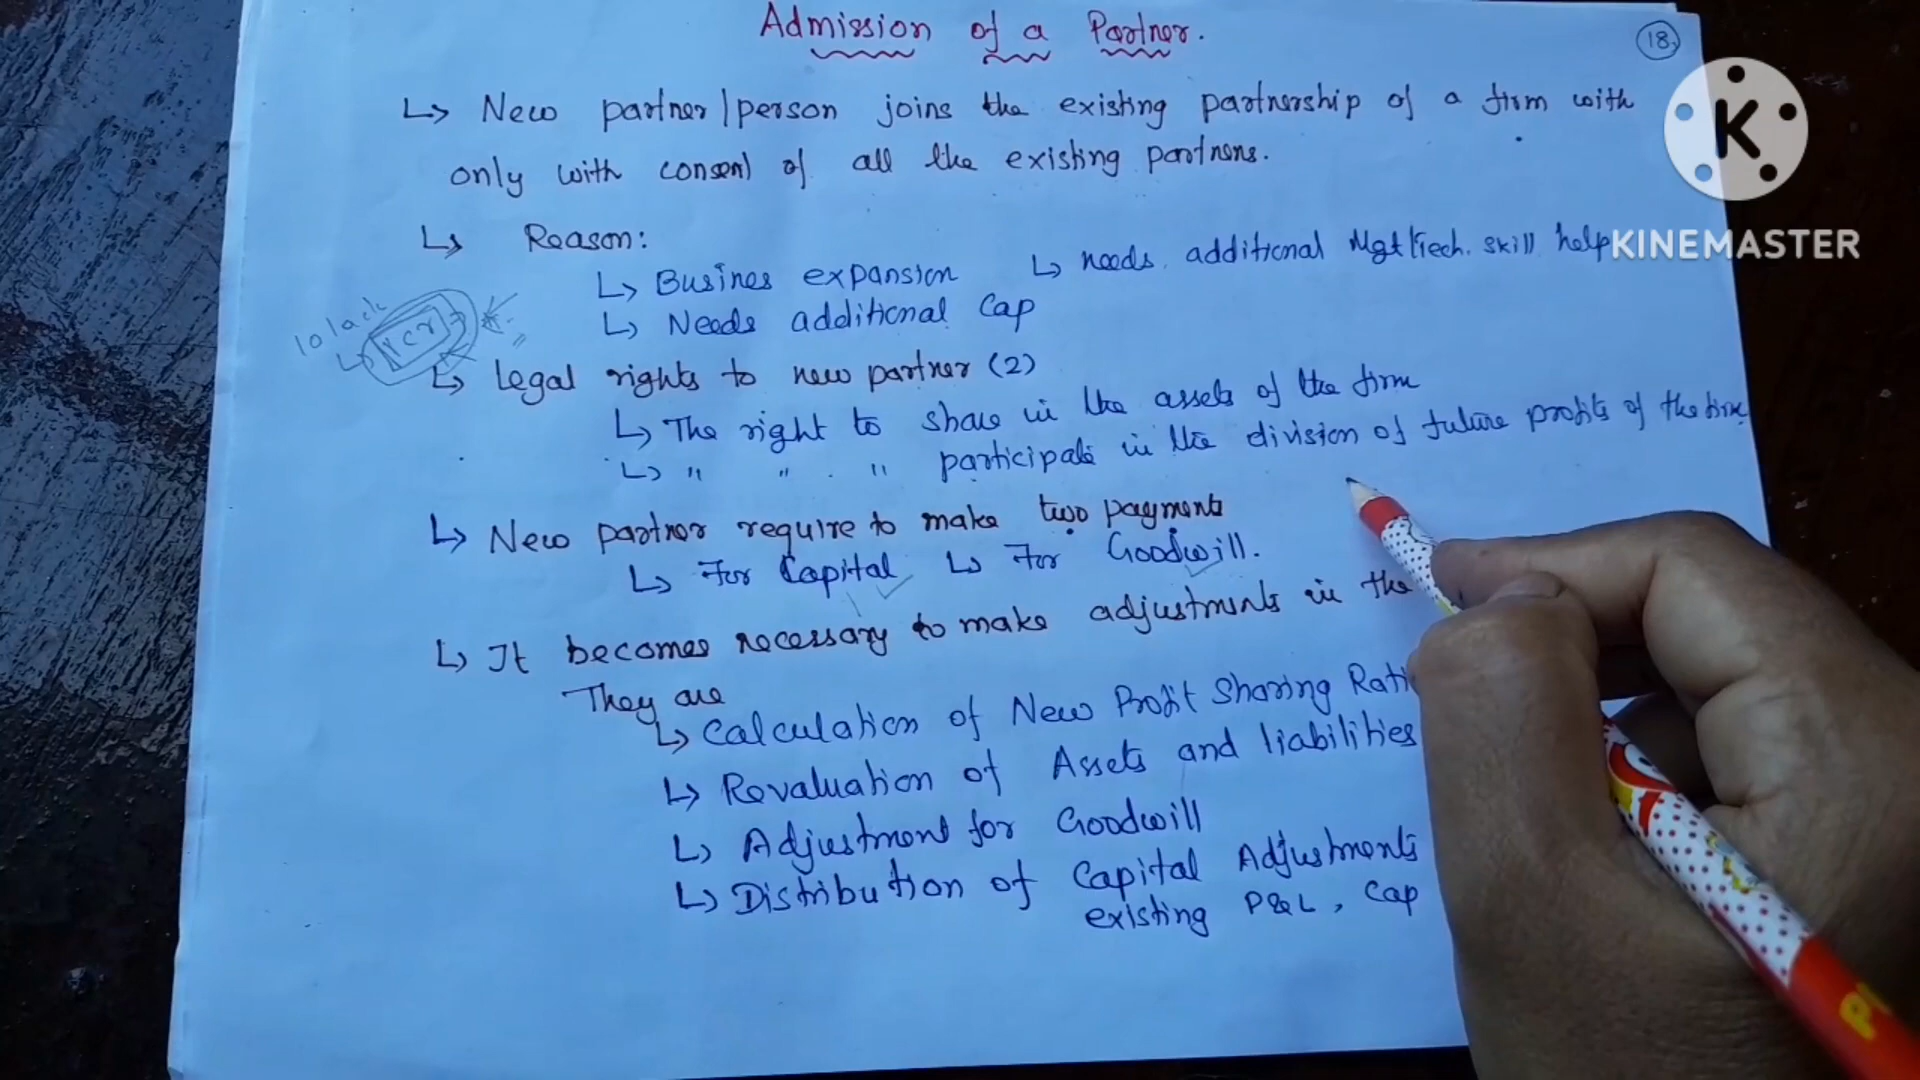 Admission of a Partner.
18
↳ New partner/person joins the existing partnership of a firm with
only with consent of all the existing partners.
↳ Reason:
↳ Busines expansion ↳ needs additional Mgt/Tech. skill help
↳ Needs additional Cap
10 lack
1cr
↳ Legal rights to new partner (2)
↳ The right to share in the assets of the firm
↳ " " " participate in the division of future profits of the firm
↳ New partner require to make two payments
↳ For Capital ↳ For Goodwill.
↳ It becomes necessary to make adjustments in the
They are
↳ Calculation of New Profit Sharing Rati
↳ Revaluation of Assets and liabilities
↳ Adjustment for Goodwill
↳ Distribution of Capital Adjustments
existing P&L, Cap
K
KINEMASTER